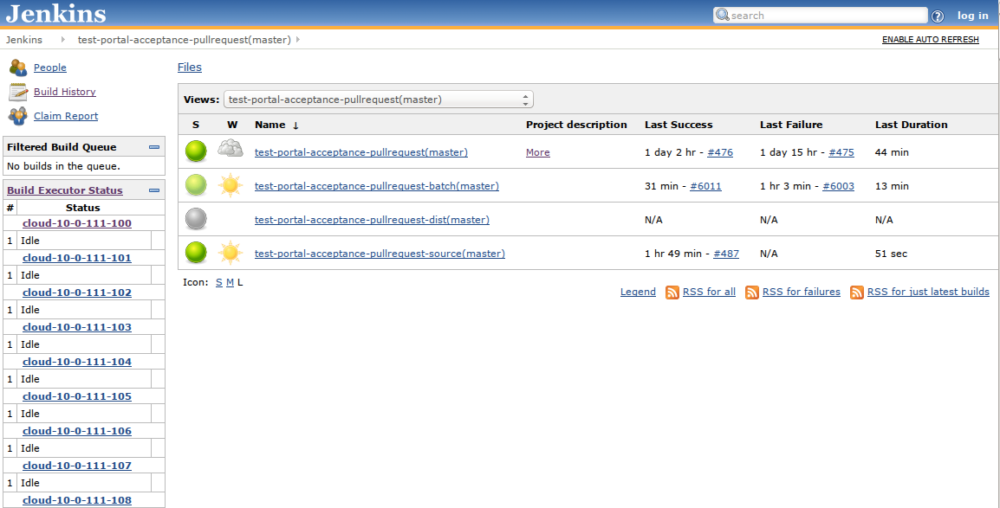 Jenkins
search
log in
Jenkins test-portal-acceptance-pullrequest(master)
ENABLE AUTO REFRESH
People
Build History
Claim Report
Filtered Build Queue
No builds in the queue.
Build Executor Status
# Status
cloud-10-0-111-100
1 Idle
cloud-10-0-111-101
1 Idle
cloud-10-0-111-102
1 Idle
cloud-10-0-111-103
1 Idle
cloud-10-0-111-104
1 Idle
cloud-10-0-111-105
1 Idle
cloud-10-0-111-106
1 Idle
cloud-10-0-111-107
1 Idle
cloud-10-0-111-108
Files
Views: test-portal-acceptance-pullrequest(master)
S W Name ↓ Project description Last Success Last Failure Last Duration
test-portal-acceptance-pullrequest(master) More 1 day 2 hr - #476 1 day 15 hr - #475 44 min
test-portal-acceptance-pullrequest-batch(master) 31 min - #6011 1 hr 3 min - #6003 13 min
test-portal-acceptance-pullrequest-dist(master) N/A N/A N/A
test-portal-acceptance-pullrequest-source(master) 1 hr 49 min - #487 N/A 51 sec
Icon: S M L
Legend RSS for all RSS for failures RSS for just latest builds